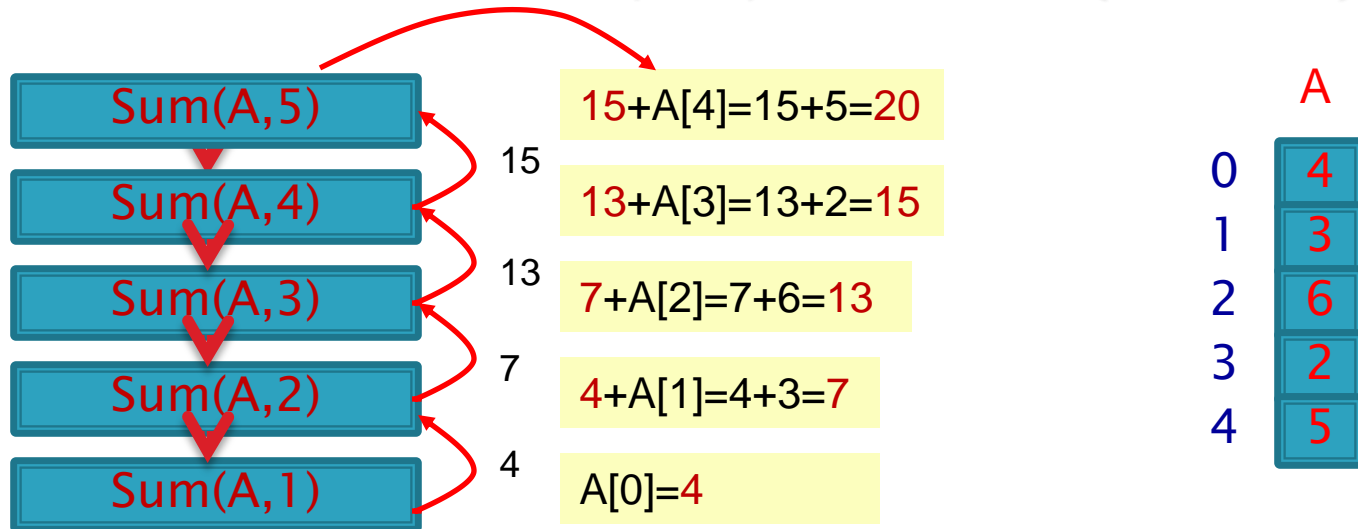 Sum(A,5)
15+A[4]=15+5=20
15
Sum(A,4)
13+A[3]=13+2=15
13
Sum(A,3)
7+A[2]=7+6=13
7
Sum(A,2)
4+A[1]=4+3=7
4
Sum(A,1)
A[0]=4
A
0 4
1 3
2 6
3 2
4 5